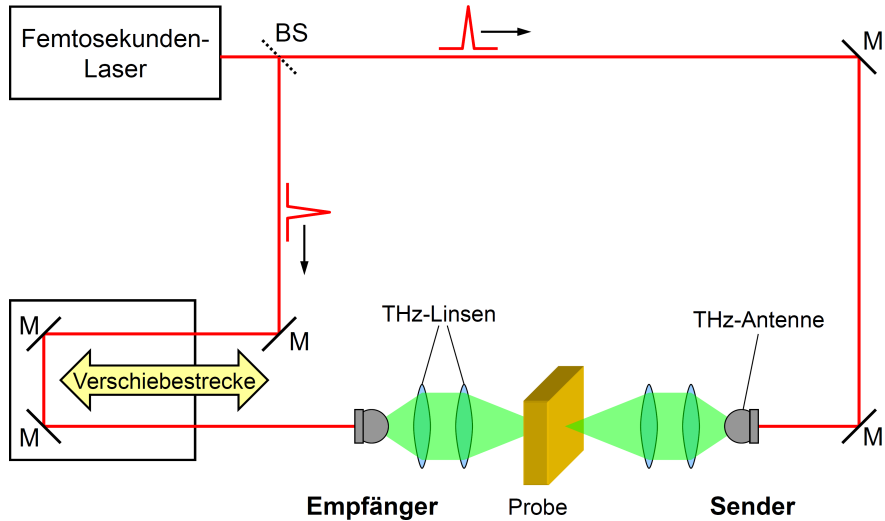 Femtosekunden-
Laser
BS
M
M
M
Verschiebestrecke
M
M
THz-Linsen
THz-Antenne
Empfänger
Probe
Sender